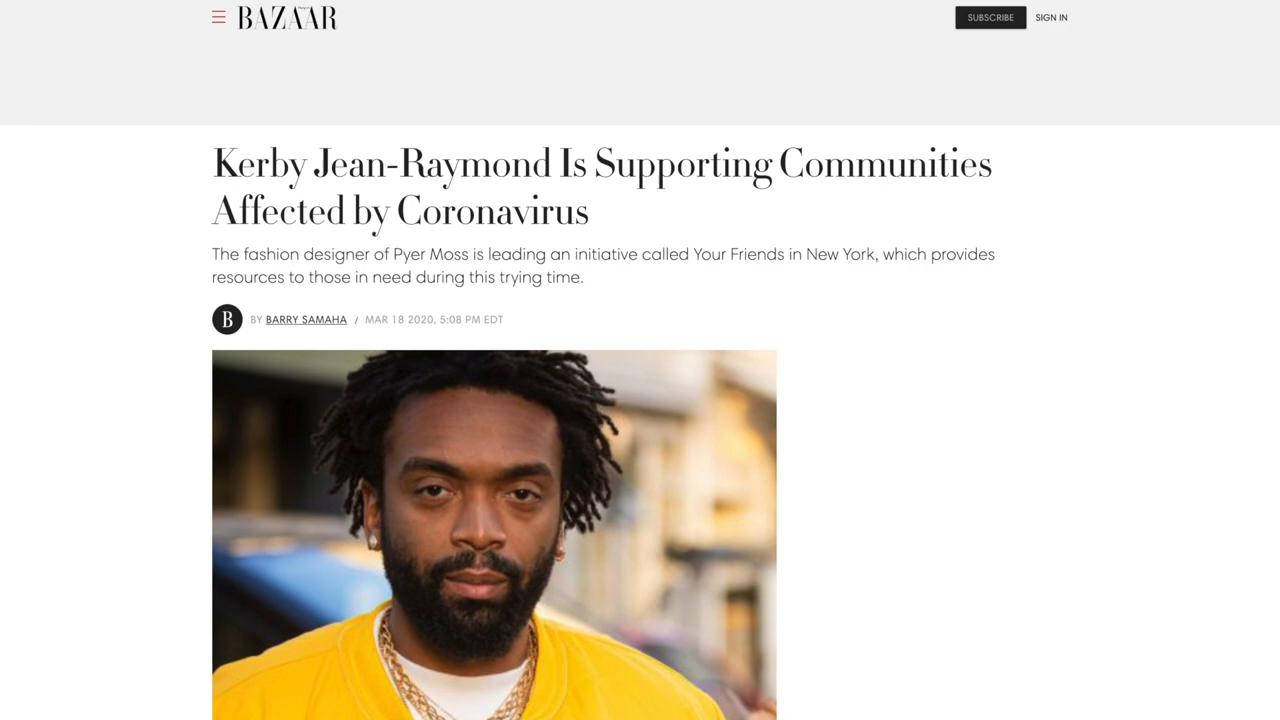 BAZAAR
SUBSCRIBE
SIGN IN
Kerby Jean-Raymond Is Supporting Communities
Affected by Coronavirus
The fashion designer of Pyer Moss is leading an initiative called Your Friends in New York, which provides
resources to those in need during this trying time.
B
BY BARRY SAMAHA / MAR 18 2020, 5:08 PM EDT